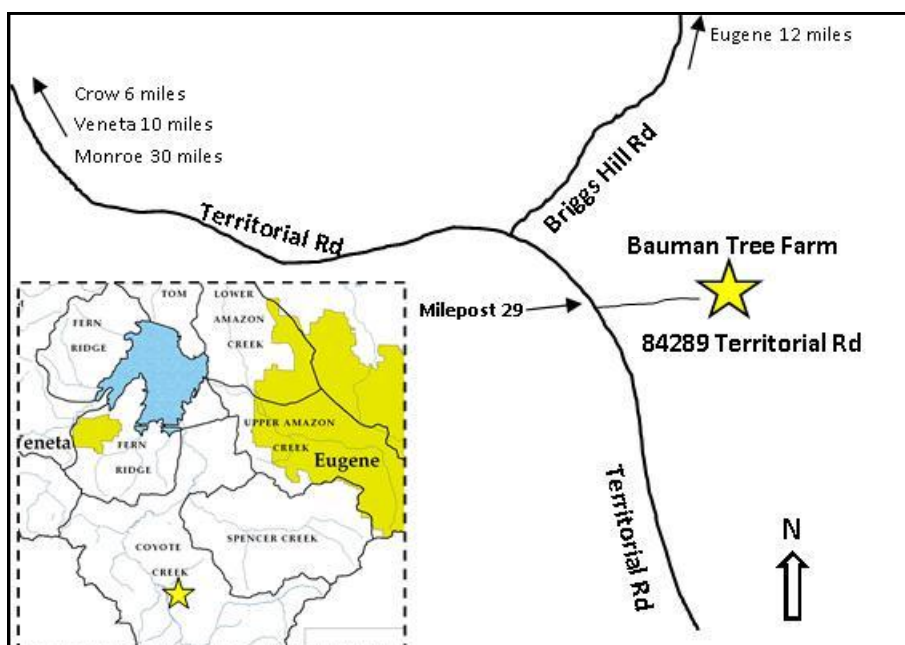 Eugene 12 miles
Crow 6 miles
Veneta 10 miles
Monroe 30 miles
Briggs Hill Rd
Territorial Rd
Bauman Tree Farm
Milepost 29
84289 Territorial Rd
Territorial Rd
N
TOM
LOWER
AMAZON
CREEK
FERN
RIDGE
UPPER AMAZON
CREEK
Eugene
eneta
FERN
RIDGE
COYOTE
CREEK
SPENCER CREEK